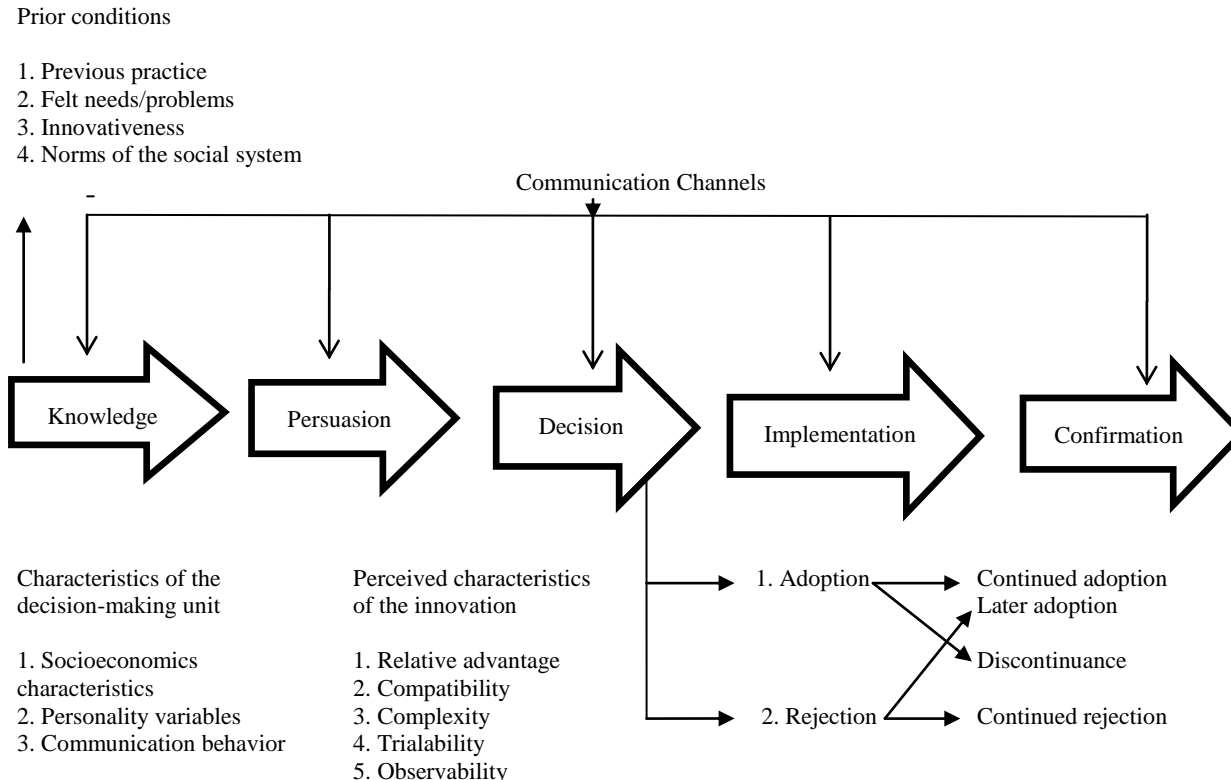 Prior conditions
1. Previous practice
2. Felt needs/problems
3. Innovativeness
4. Norms of the social system
Communication Channels
Knowledge
Persuasion
Decision
Implementation
Confirmation
Characteristics of the
decision-making unit
1. Socioeconomics
characteristics
2. Personality variables
3. Communication behavior
Perceived characteristics
of the innovation
1. Relative advantage
2. Compatibility
3. Complexity
4. Trialability
5. Observability
1. Adoption
2. Rejection
Continued adoption
Later adoption
Discontinuance
Continued rejection